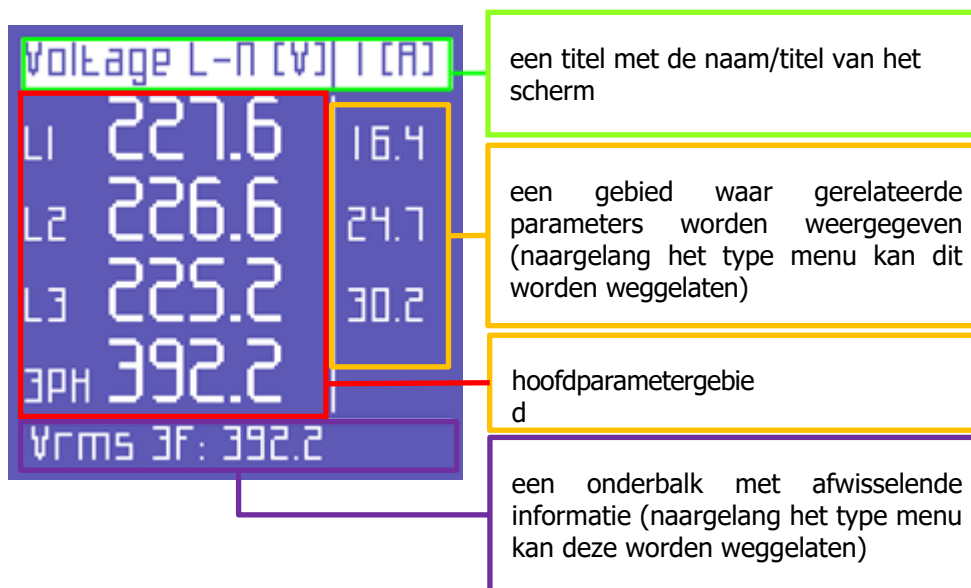 Voltage L-N [V] I [A]
L1 227.6 16.4
L2 226.6 24.7
L3 225.2 30.2
3PH 392.2
Vrms 3F: 392.2
een titel met de naam/titel van het
scherm
een gebied waar gerelateerde
parameters worden weergegeven
(naargelang het type menu kan dit
worden weggelaten)
hoofdparametergebie
d
een onderbalk met afwisselende
informatie (naargelang het type menu
kan deze worden weggelaten)